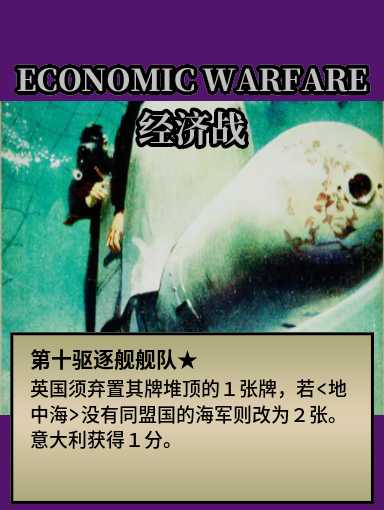 ECONOMIC WARFARE
经济战
第十驱逐舰舰队★
英国须弃置其牌堆顶的１张牌，若<地
中海>没有同盟国的海军则改为２张。
意大利获得１分。